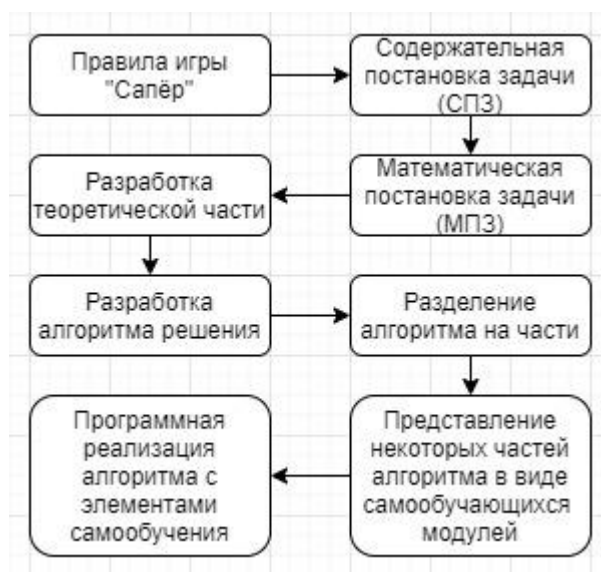 Правила игры
"Сапёр"
Содержательная
постановка задачи
(СПЗ)
Математическая
постановка задачи
(МПЗ)
Разработка
теоретической части
Разработка
алгоритма решения
Разделение
алгоритма на части
Представление
некоторых частей
алгоритма в виде
самообучающихся
модулей
Программная
реализация
алгоритма с
элементами
самообучения